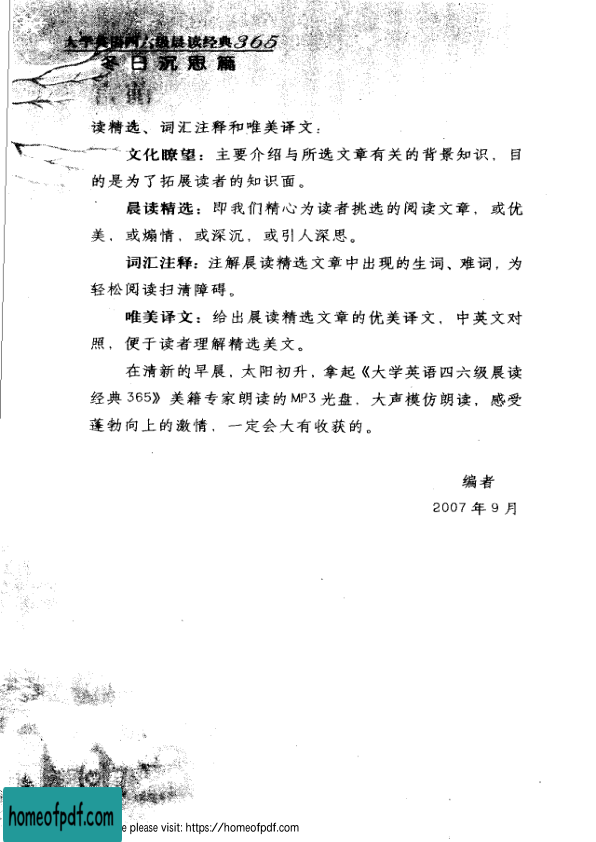 大学英语四六级晨读经典365
冬日沉思篇
读精选、词汇注释和唯美译文：
文化瞭望：主要介绍与所选文章有关的背景知识，目
的是为了拓展读者的知识面。
晨读精选：即我们精心为读者挑选的阅读文章，或优
美，或煽情，或深沉，或引人深思。
词汇注释：注解晨读精选文章中出现的生词、难词，为
轻松阅读扫清障碍。
唯美译文：给出晨读精选文章的优美译文，中英文对
照，便于读者理解精选美文。
在清新的早晨，太阳初升，拿起《大学英语四六级晨读
经典365》美籍专家朗读的MP3光盘，大声模仿朗读，感受
蓬勃向上的激情，一定会大有收获的。
编者
2007年9月
homeofpdf.com
e please visit: https://homeofpdf.com